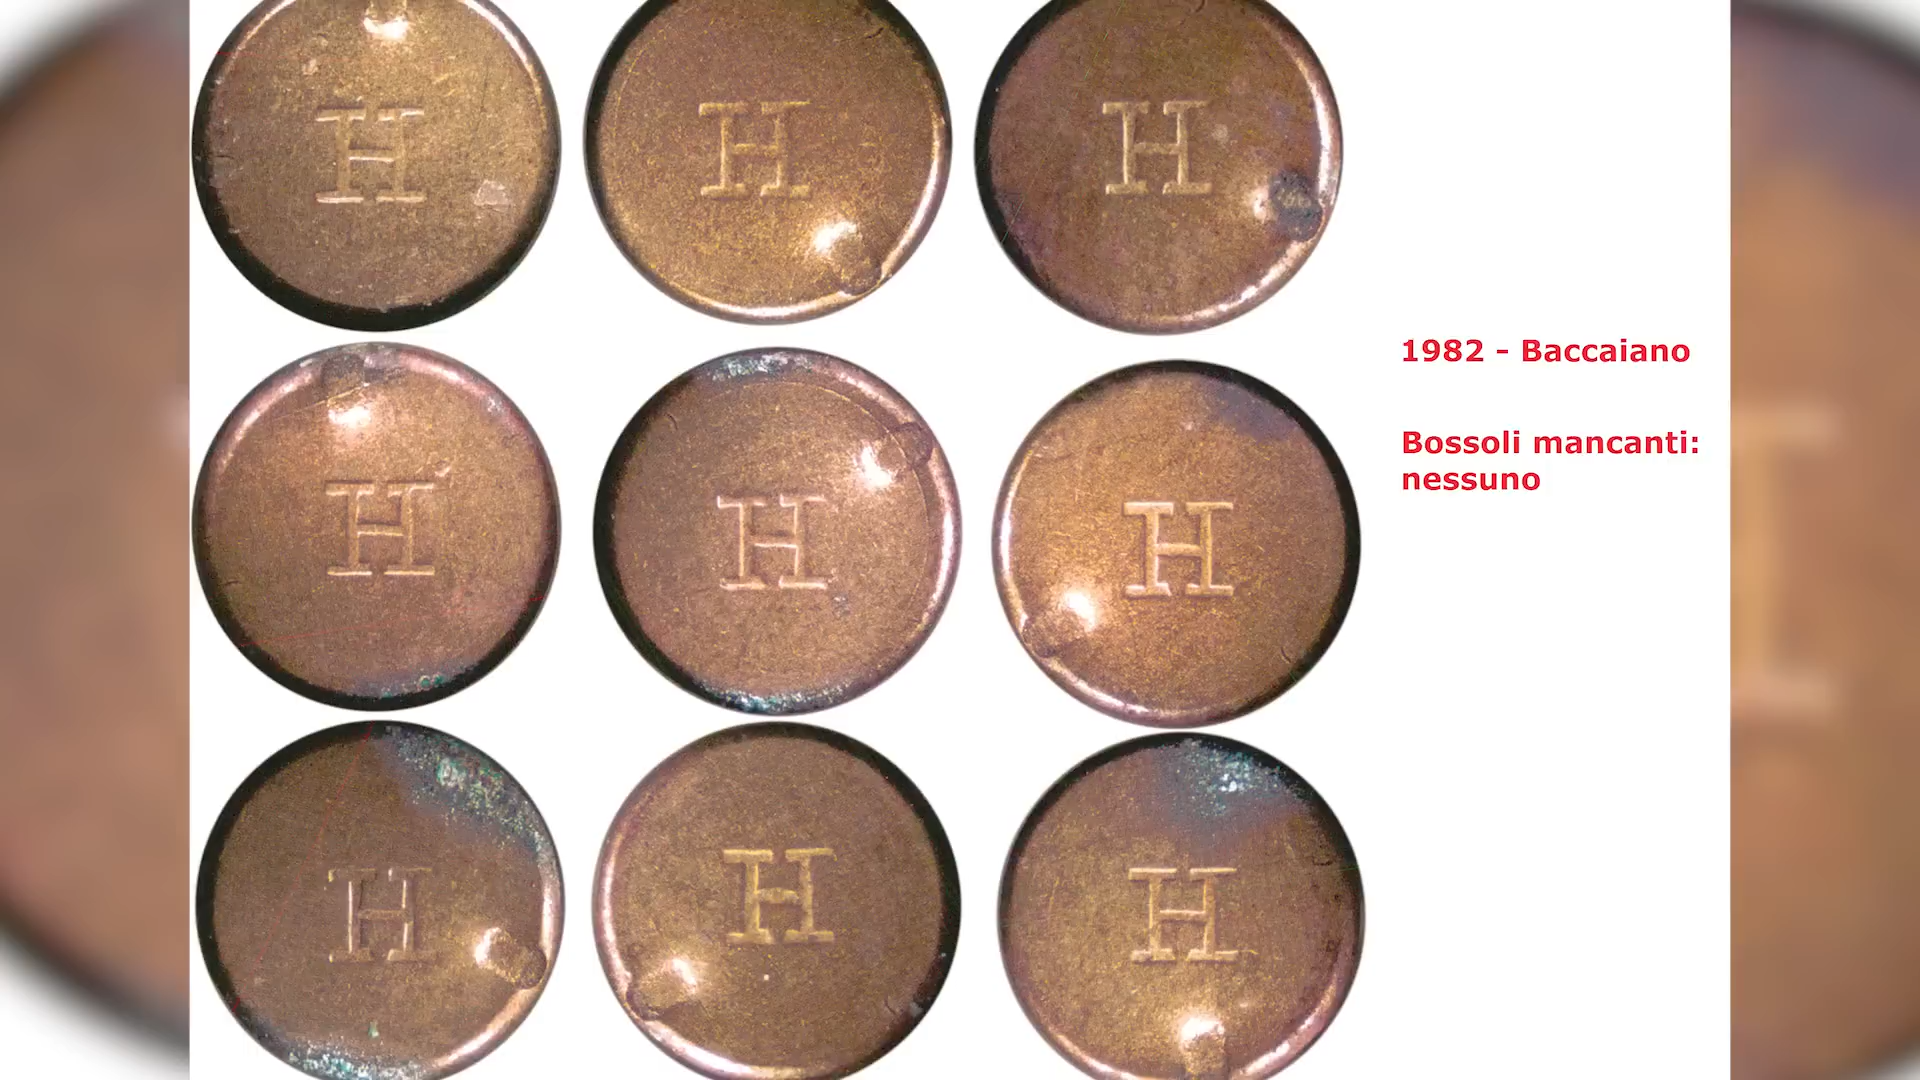 H H H
H H H
H H H
1982 - Baccaiano
Bossoli mancanti:
nessuno